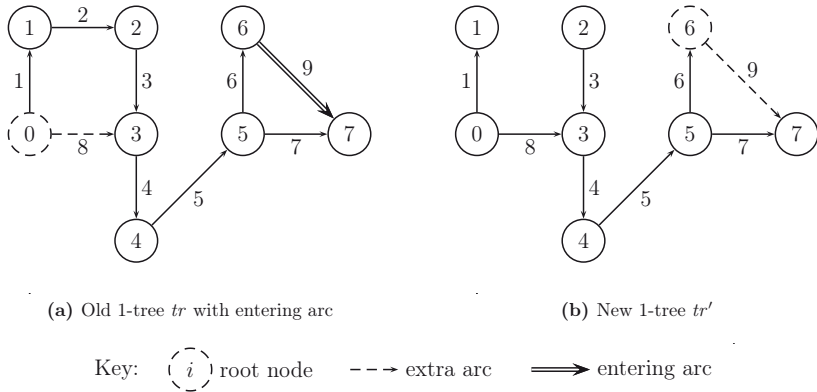 1 2 2 6
1 3 6 9
0 8 3 5 7 7
4 5
4
1 2 6
1 3 6 9
0 8 3 5 7 7
4 5
4
(a) Old 1-tree tr with entering arc
(b) New 1-tree tr′
Key: i root node extra arc entering arc